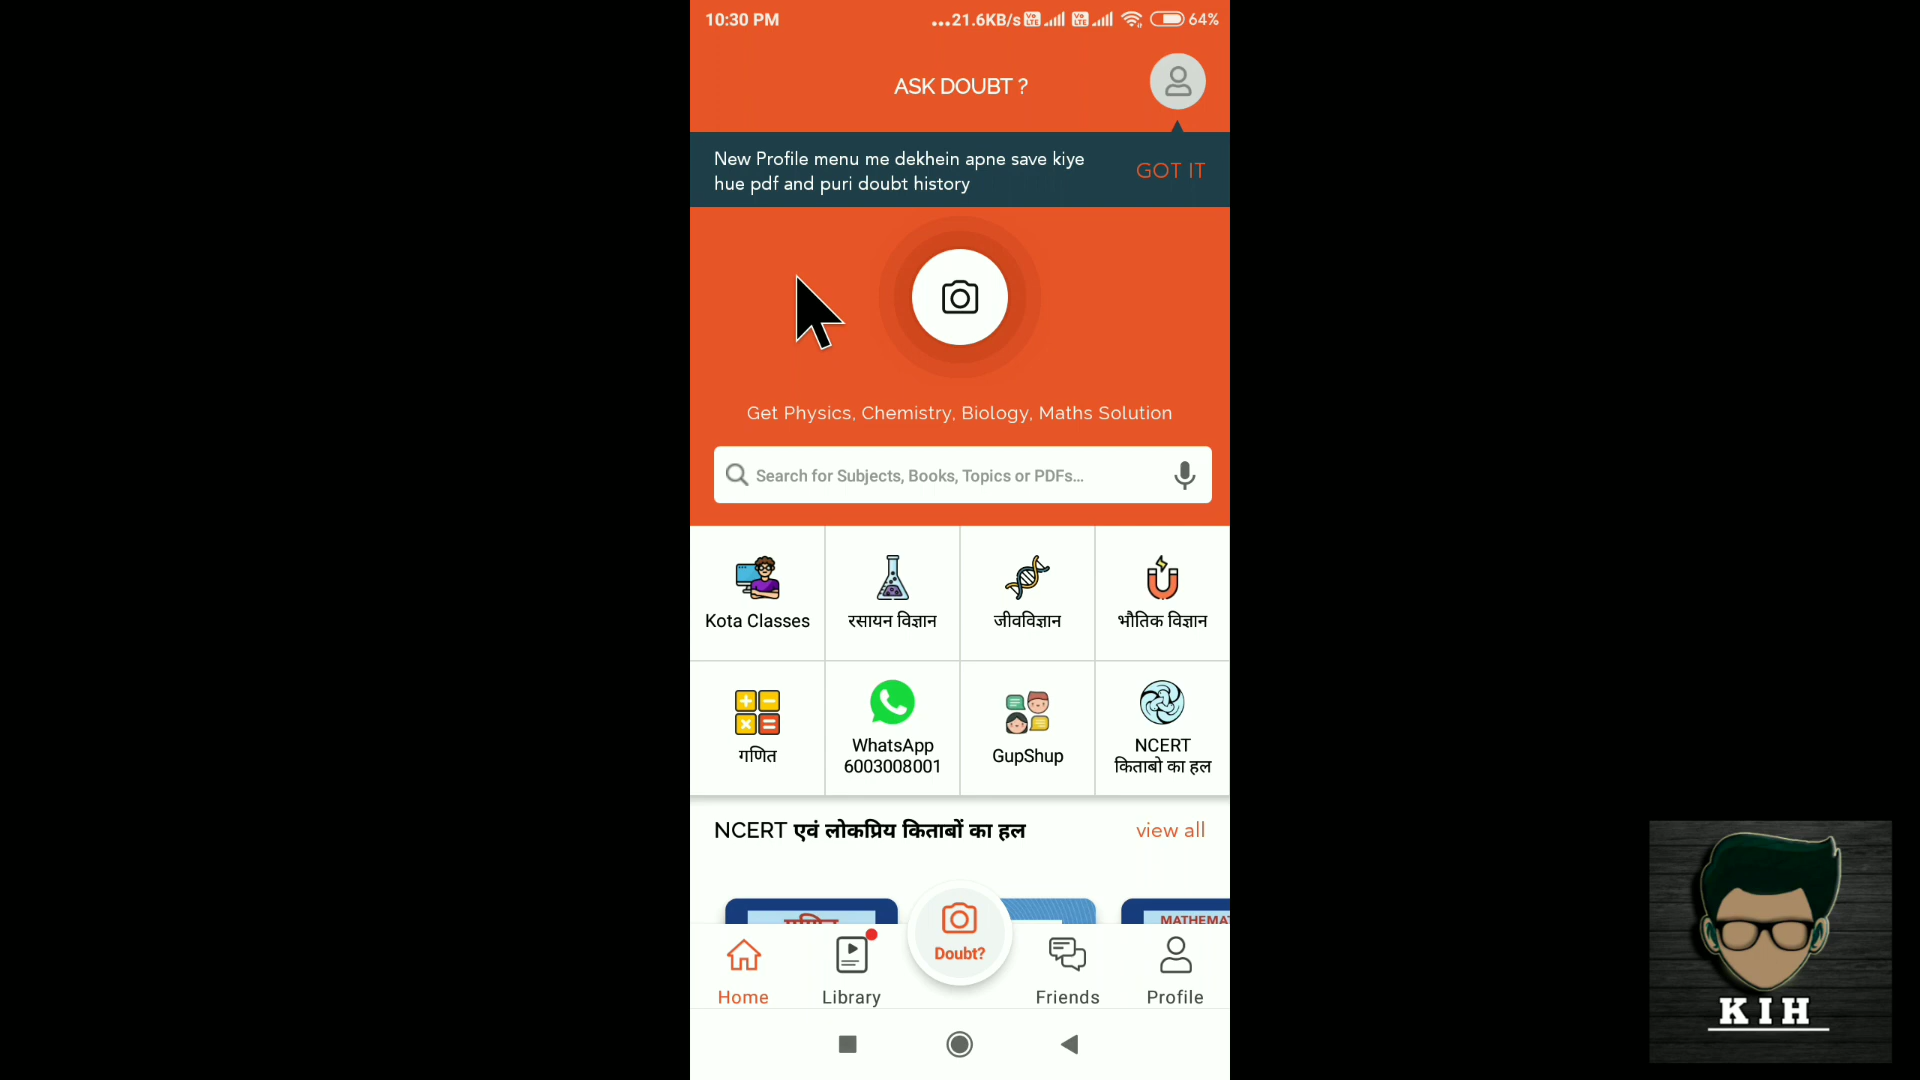 10:30 PM
...21.6KB/s
64%
ASK DOUBT ?
New Profile menu me dekhein apne save kiye
hue pdf and puri doubt history
GOT IT
Get Physics, Chemistry, Biology, Maths Solution
Search for Subjects, Books, Topics or PDFs...
Kota Classes
रसायन विज्ञान
जीवविज्ञान
भौतिक विज्ञान
गणित
WhatsApp
6003008001
GupShup
NCERT
किताबो का हल
NCERT एवं लोकप्रिय किताबों का हल
view all
Doubt?
Home
Library
Friends
Profile
KIH